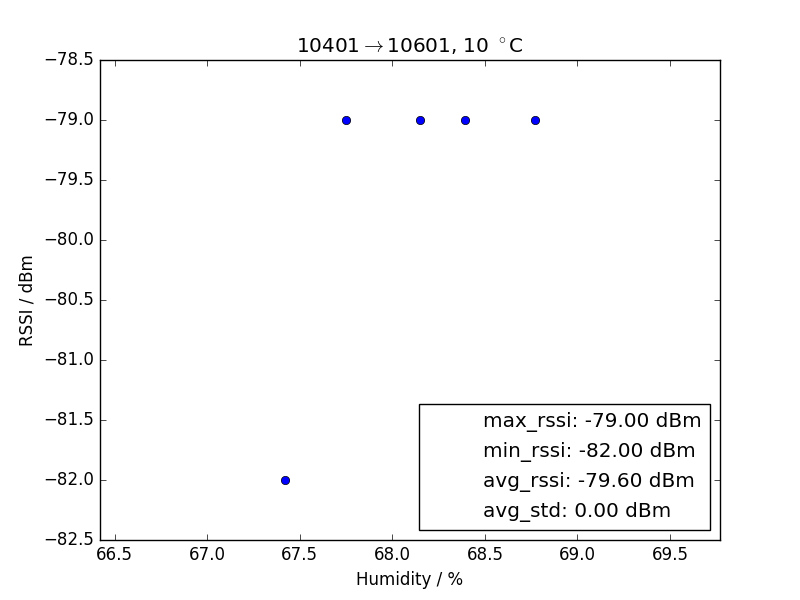 10401→10601, 10 °C
−78.5
−79.0
−79.5
−80.0
−80.5
−81.0
−81.5
−82.0
−82.5
RSSI / dBm
max_rssi: -79.00 dBm
min_rssi: -82.00 dBm
avg_rssi: -79.60 dBm
avg_std: 0.00 dBm
66.5 67.0 67.5 68.0 68.5 69.0 69.5
Humidity / %